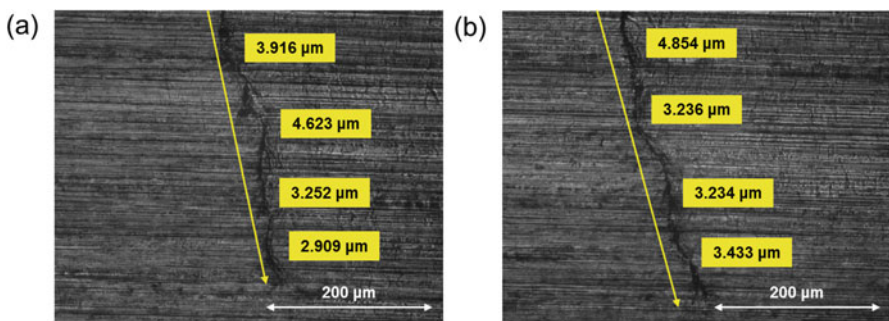 (a)
3.916 µm
4.623 µm
3.252 µm
2.909 µm
200 µm
(b)
4.854 µm
3.236 µm
3.234 µm
3.433 µm
200 µm